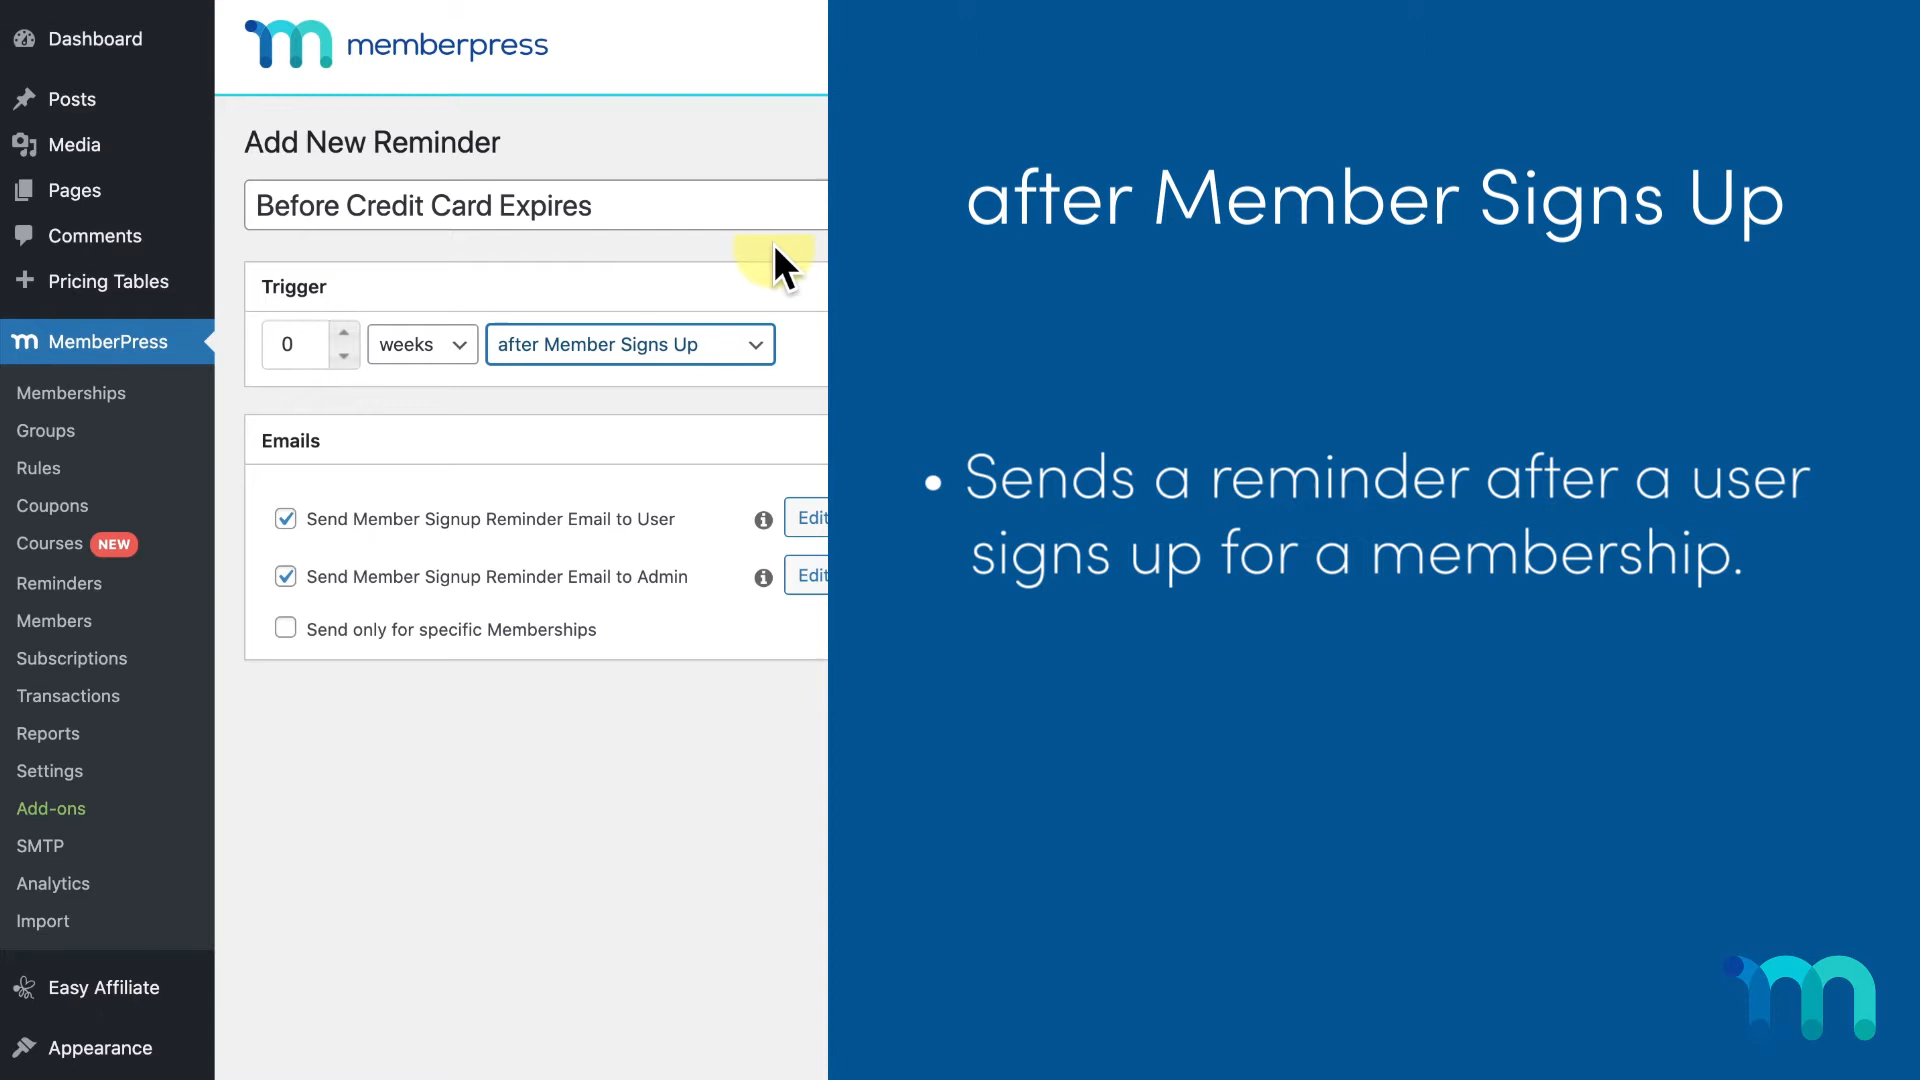 Dashboard
Posts
Media
Pages
Comments
Pricing Tables
MemberPress
Memberships
Groups
Rules
Coupons
Courses NEW
Reminders
Members
Subscriptions
Transactions
Reports
Settings
Add-ons
SMTP
Analytics
Import
Easy Affiliate
Appearance
memberpress
Add New Reminder
Before Credit Card Expires
Trigger
0 weeks after Member Signs Up
Emails
Send Member Signup Reminder Email to User Edit
Send Member Signup Reminder Email to Admin Edit
Send only for specific Memberships
after Member Signs Up
• Sends a reminder after a user
signs up for a membership.